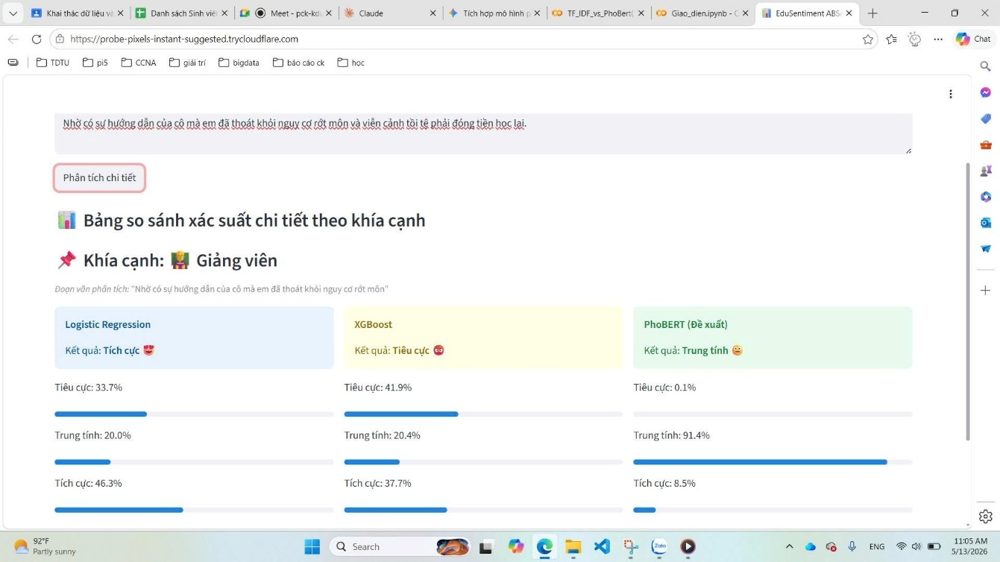 Khai thác dữ liệu và
Danh sách Sinh viê
Meet - pck-kdu
Claude
Tích hợp mô hình p
TF_IDF_vs_PhoBert(
Giao_dien.ipynb - C
EduSentiment ABSA
https://probe-pixels-instant-suggested.trycloudflare.com
Chat
TDTU
pi5
CCNA
giải trí
bigdata
báo cáo ck
học
Nhờ có sự hướng dẫn của cô mà em đã thoát khỏi nguy cơ rớt môn và viễn cảnh tồi tệ phải đóng tiền học lại.
Phân tích chi tiết
Bảng so sánh xác suất chi tiết theo khía cạnh
Khía cạnh: Giảng viên
Đoạn văn phân tích: "Nhờ có sự hướng dẫn của cô mà em đã thoát khỏi nguy cơ rớt môn"
Logistic Regression
Kết quả: Tích cực
XGBoost
Kết quả: Tiêu cực
PhoBERT (Đề xuất)
Kết quả: Trung tính
Tiêu cực: 33.7%
Tiêu cực: 41.9%
Tiêu cực: 0.1%
Trung tính: 20.0%
Trung tính: 20.4%
Trung tính: 91.4%
Tích cực: 46.3%
Tích cực: 37.7%
Tích cực: 8.5%
92°F
Partly sunny
Search
Zalo
ENG
11:05 AM
5/13/2026